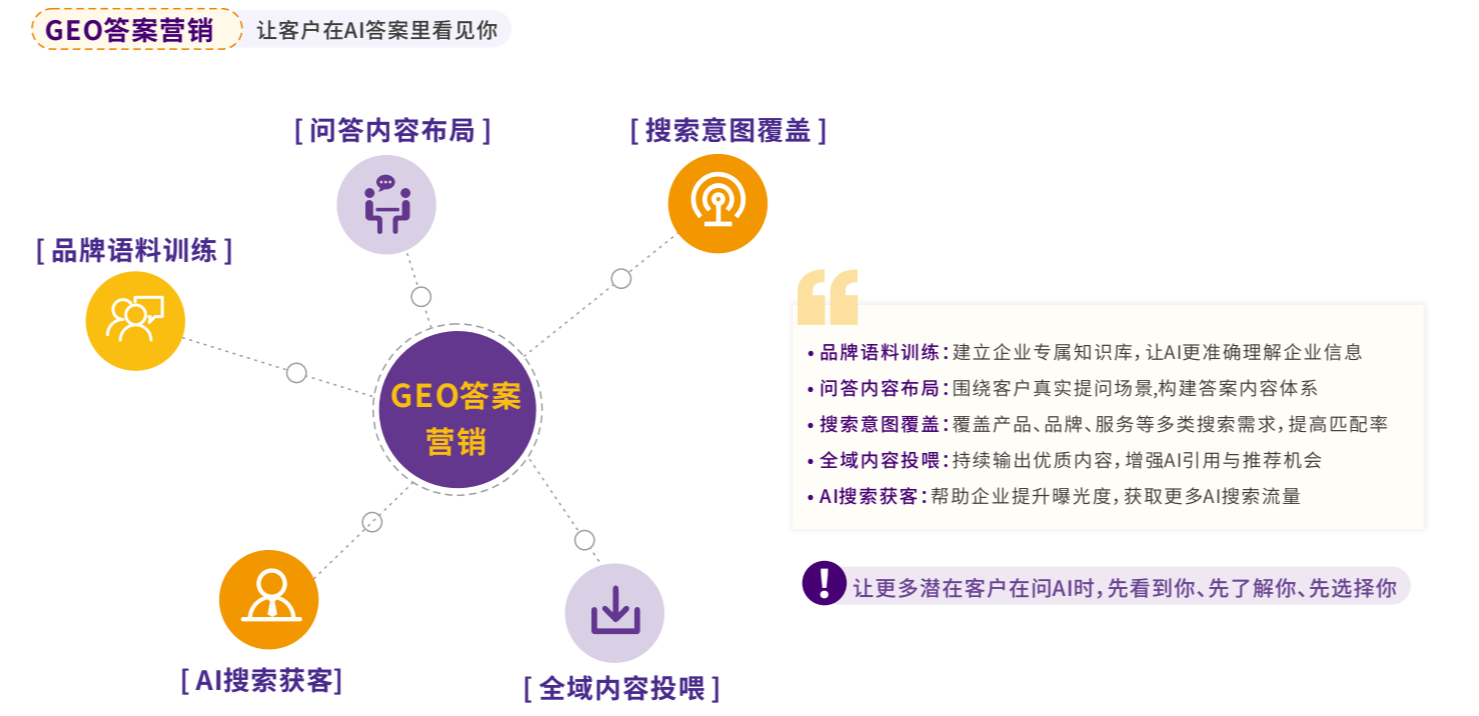 GEO答案营销
让客户在AI答案里看见你
[ 问答内容布局 ]
[ 搜索意图覆盖 ]
[ 品牌语料训练 ]
GEO答案
营销
[ AI搜索获客]
[ 全域内容投喂 ]
• 品牌语料训练：建立企业专属知识库，让AI更准确理解企业信息
• 问答内容布局：围绕客户真实提问场景,构建答案内容体系
• 搜索意图覆盖：覆盖产品、品牌、服务等多类搜索需求，提高匹配率
• 全域内容投喂：持续输出优质内容，增强AI引用与推荐机会
• AI搜索获客：帮助企业提升曝光度，获取更多AI搜索流量
让更多潜在客户在问AI时，先看到你、先了解你、先选择你